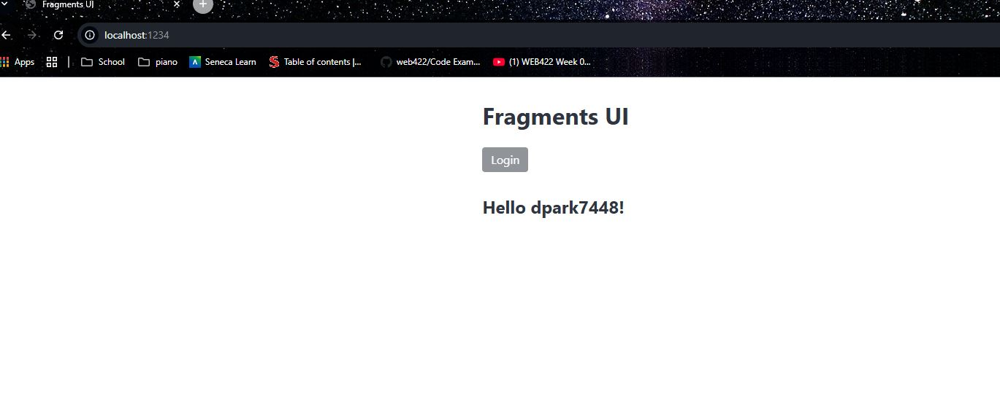 Fragments UI
localhost:1234
Apps School piano Seneca Learn Table of contents |... web422/Code Exam... (1) WEB422 Week 0...
Fragments UI
Login
Hello dpark7448!